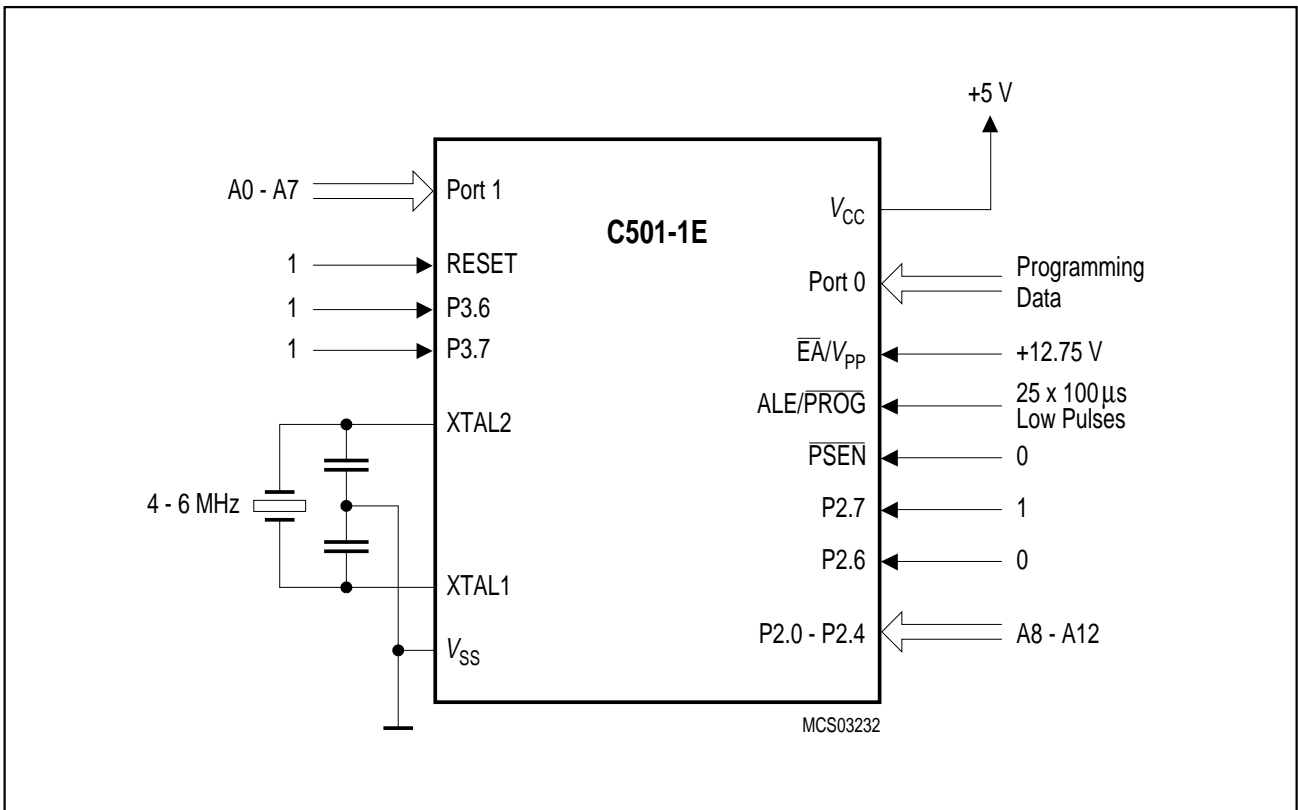 +5 V
A0 - A7
Port 1
VCC
C501-1E
1
RESET
Port 0
Programming
Data
1
P3.6
1
P3.7
EA/VPP
+12.75 V
ALE/PROG
25 x 100 µs
Low Pulses
XTAL2
PSEN
0
4 - 6 MHz
P2.7
1
P2.6
0
XTAL1
P2.0 - P2.4
A8 - A12
VSS
MCS03232